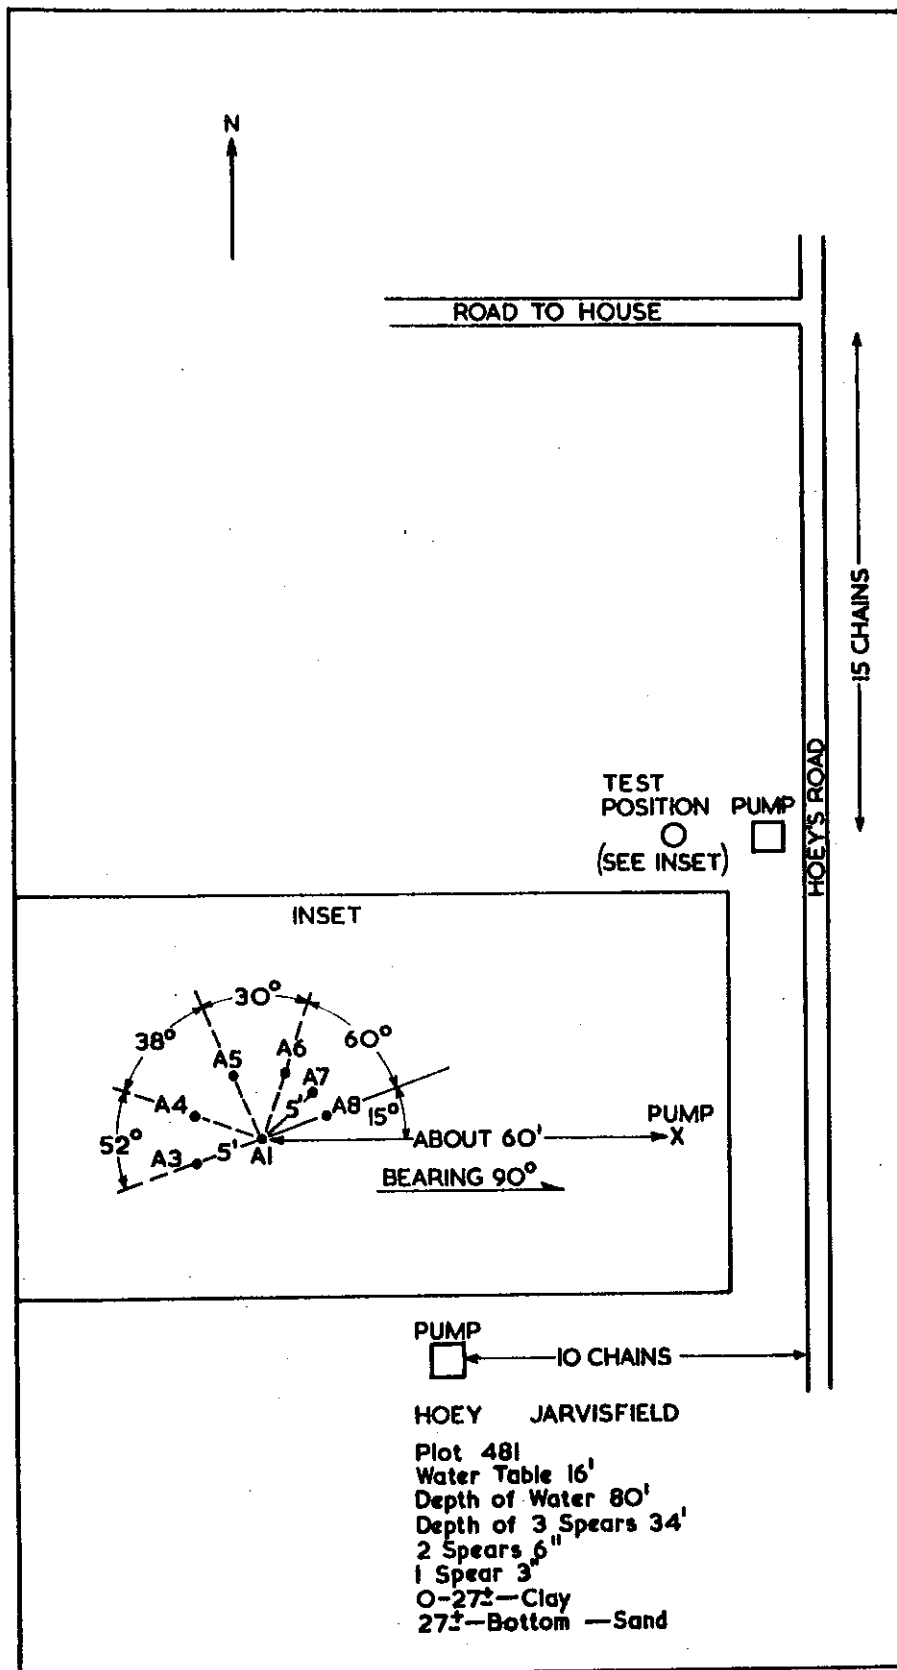 N
ROAD TO HOUSE
15 CHAINS
HOEY'S ROAD
TEST
POSITION
(SEE INSET)
PUMP
INSET
30°
38°
60°
A5
A6
A7
A4
5'
A8
15°
52°
A3
5'
A1
ABOUT 60'
PUMP
X
BEARING 90°
PUMP
10 CHAINS
HOEY JARVISFIELD
Plot 481
Water Table 16'
Depth of Water 80'
Depth of 3 Spears 34'
2 Spears 6"
1 Spear 3"
0-27±—Clay
27±—Bottom —Sand